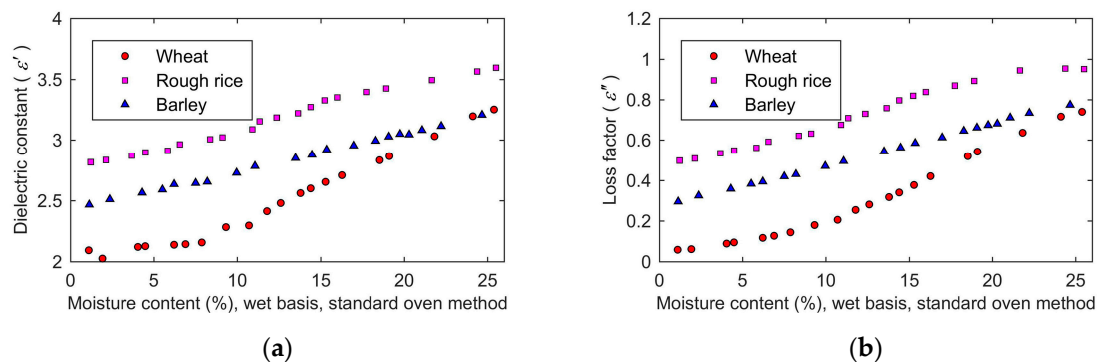 4
3.5
3
2.5
2
0 5 10 15 20 25
Dielectric constant ( ε′ )
Wheat
Rough rice
Barley
Moisture content (%), wet basis, standard oven method
(a)
1.2
1
0.8
0.6
0.4
0.2
0
0 5 10 15 20 25
Loss factor ( ε″ )
Wheat
Rough rice
Barley
Moisture content (%), wet basis, standard oven method
(b)